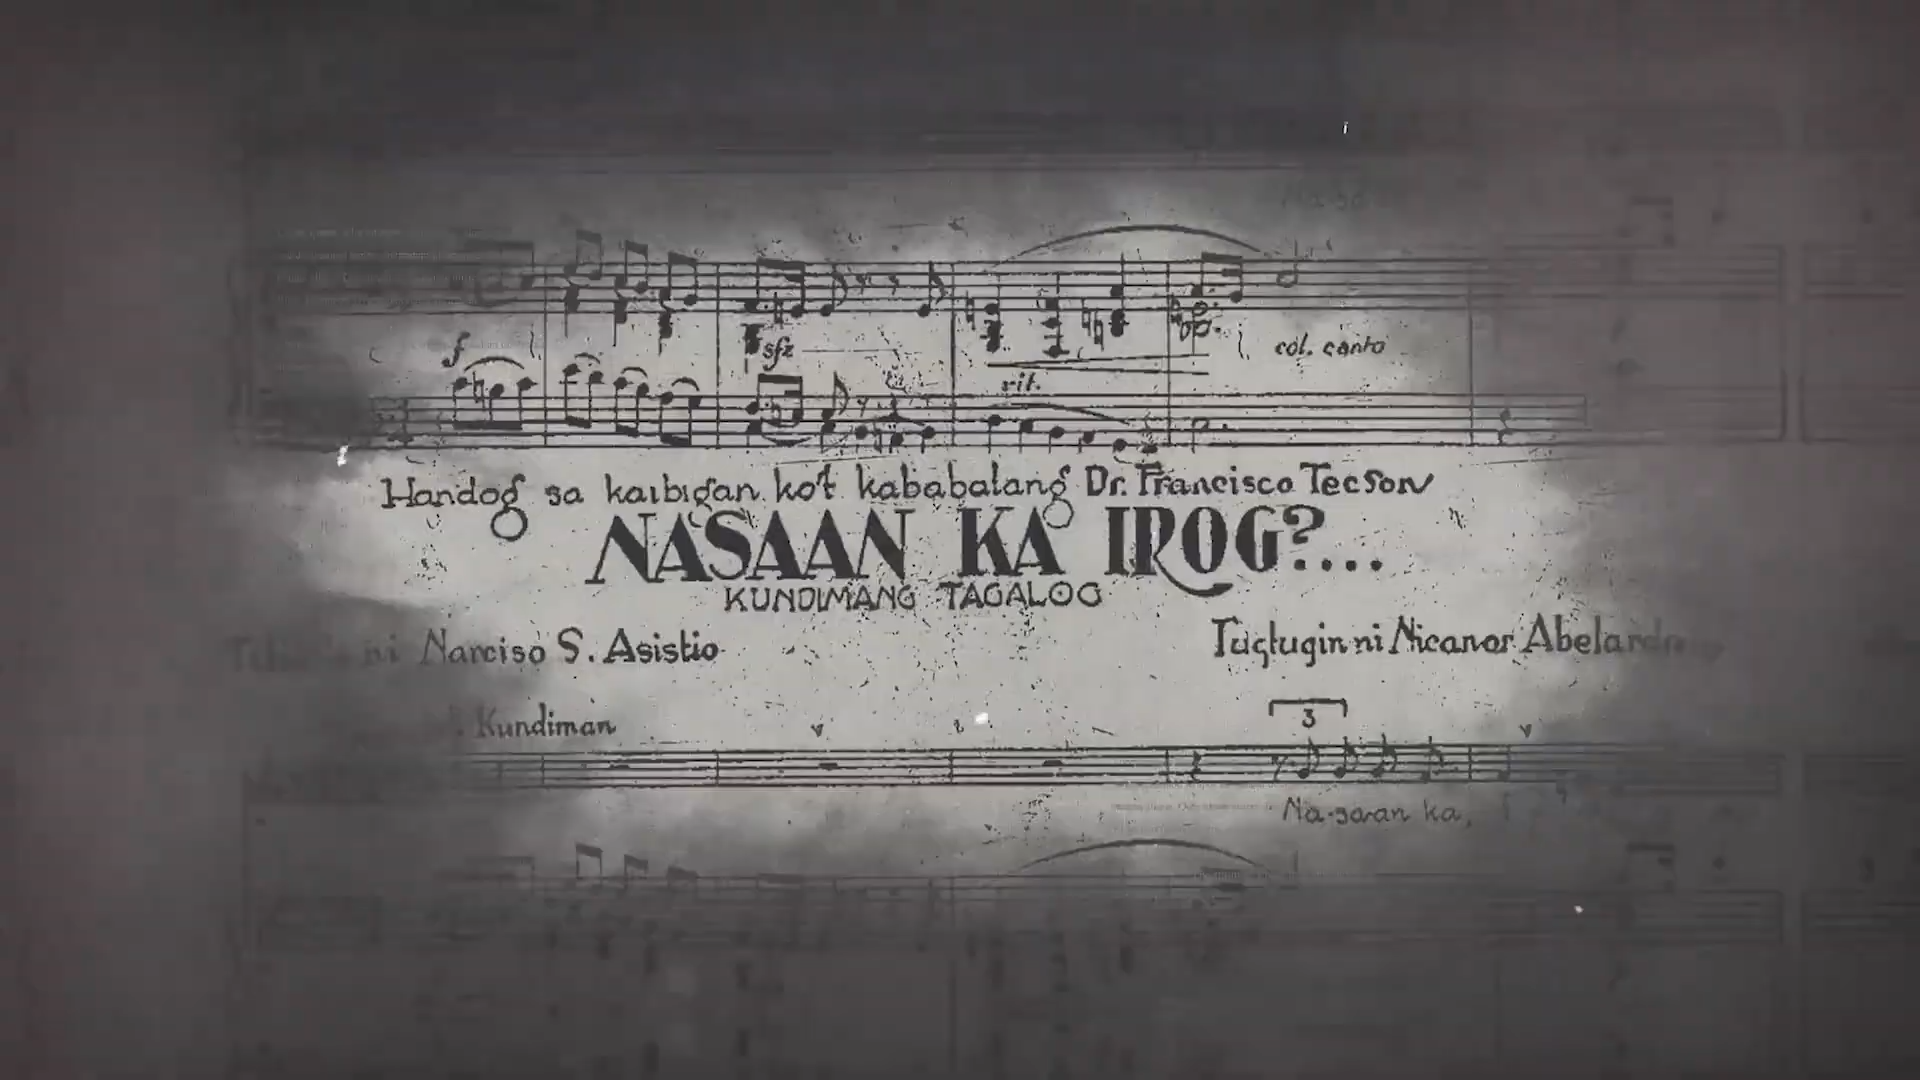 f
sfz
rit.
col. canto
Handog sa kaibigan ko't kababatang Dr. Francisco Tecson
NASAAN KA IROG?....
KUNDIMANG TAGALOG
ni Narciso S. Asistio
Tugtugin ni Nicanor Abelardo
Kundiman
3
Na-saan ka,